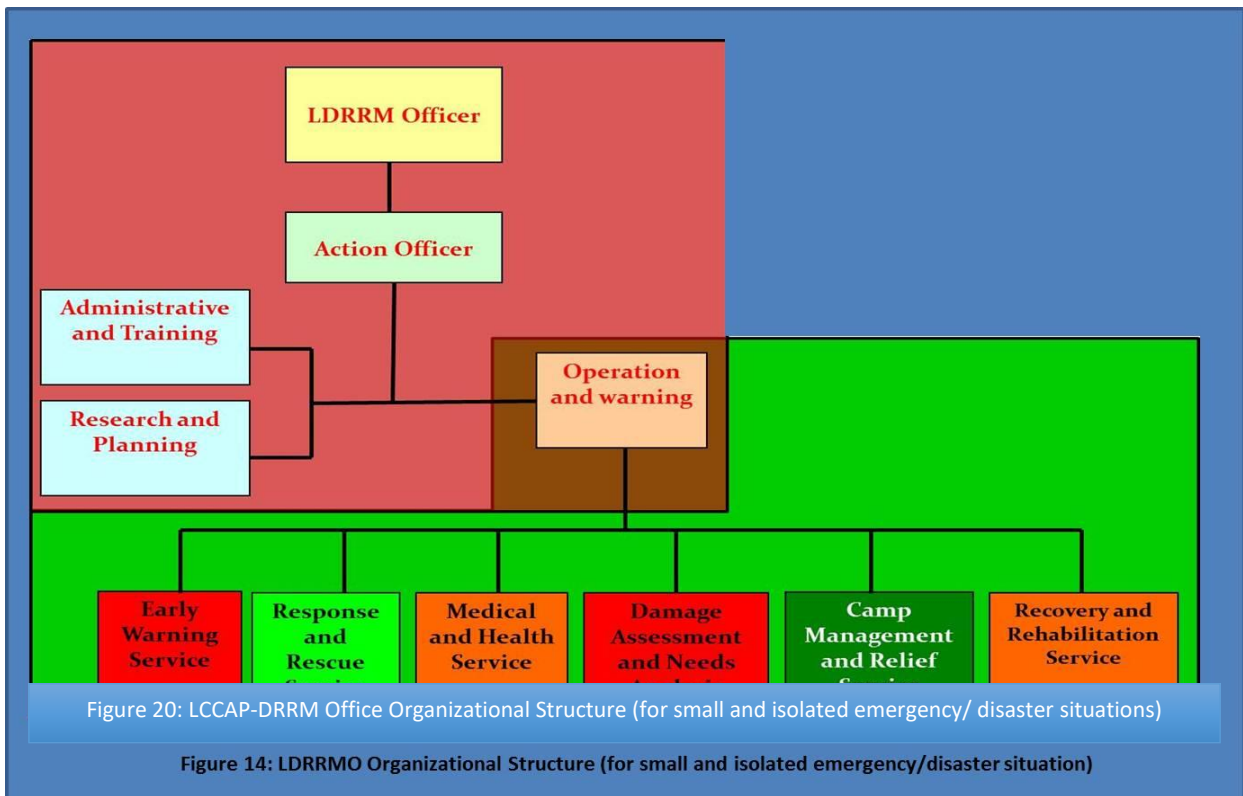 LDRRM Officer
Action Officer
Administrative
and Training
Research and
Planning
Operation
and warning
Early
Warning
Service
Response
and
Rescue
Medical
and Health
Service
Damage
Assessment
and Needs
Camp
Management
and Relief
Recovery and
Rehabilitation
Service
Figure 20: LCCAP-DRRM Office Organizational Structure (for small and isolated emergency/ disaster situations)
Figure 14: LDRRMO Organizational Structure (for small and isolated emergency/disaster situation)